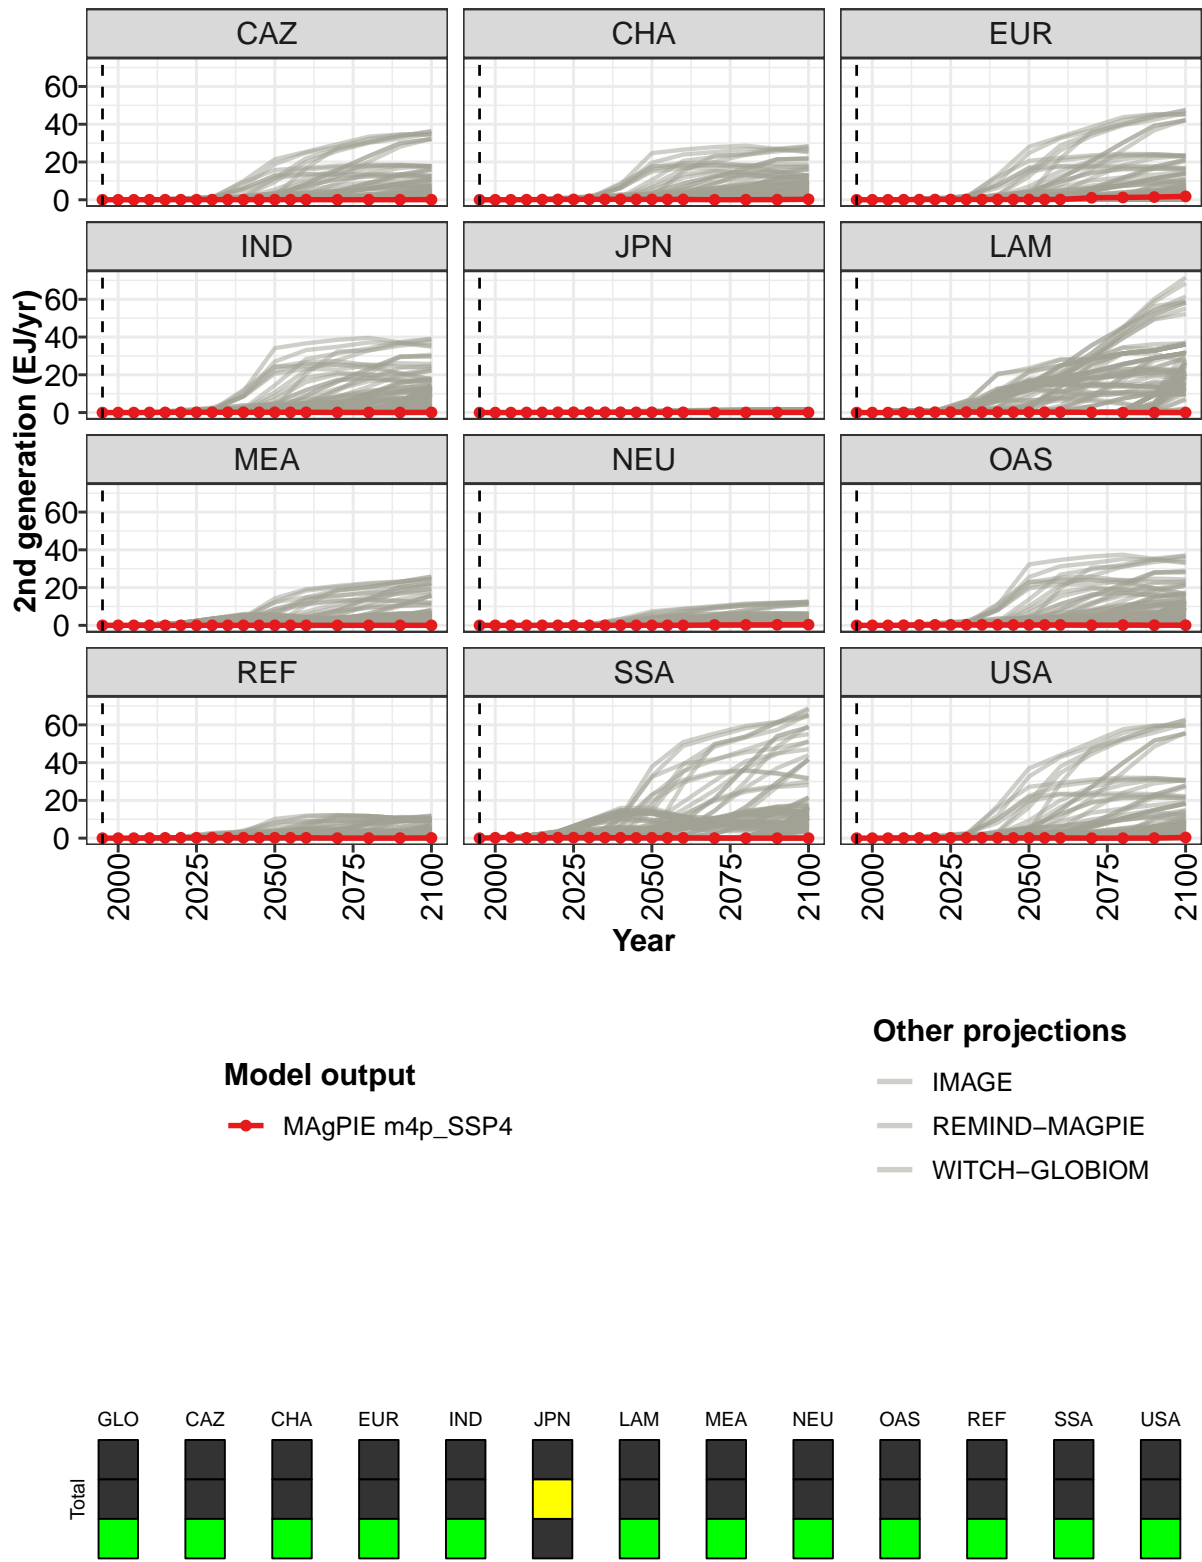 CAZ CHA EUR
60
40
20
0
IND JPN LAM
60
40
20
0
2nd generation (EJ/yr)
MEA NEU OAS
60
40
20
0
REF SSA USA
60
40
20
0
2000 2025 2050 2075 2100 2000 2025 2050 2075 2100 2000 2025 2050 2075 2100
Year
Other projections
Model output
IMAGE
MAgPIE m4p_SSP4
REMIND−MAGPIE
WITCH−GLOBIOM
GLO CAZ CHA EUR IND JPN LAM MEA NEU OAS REF SSA USA
Total